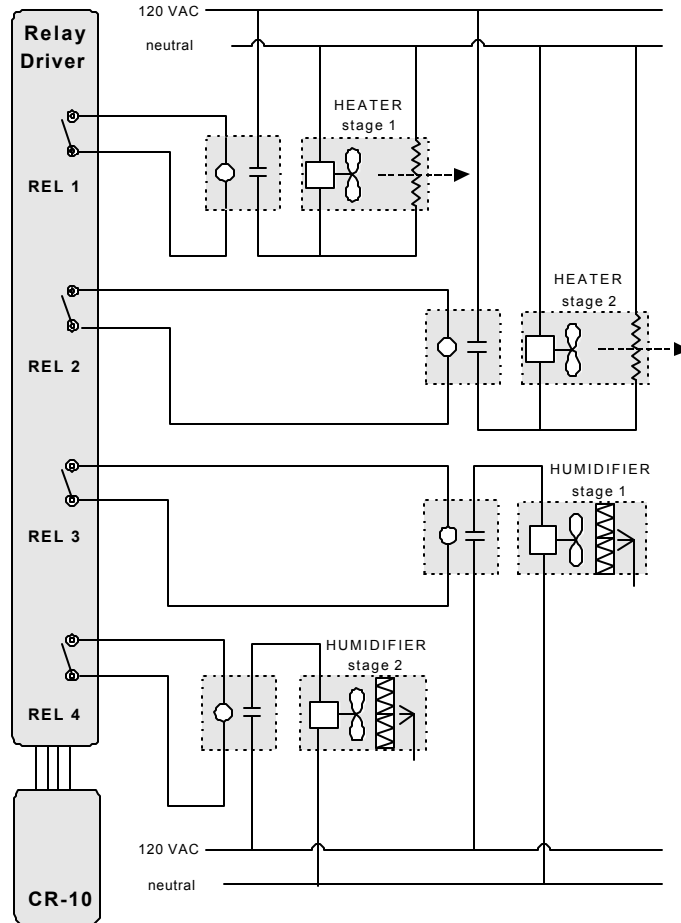 120 VAC
Relay
Driver
neutral
HEATER
stage 1
REL 1
HEATER
stage 2
REL 2
HUMIDIFIER
stage 1
REL 3
HUMIDIFIER
stage 2
REL 4
120 VAC
neutral
CR-10